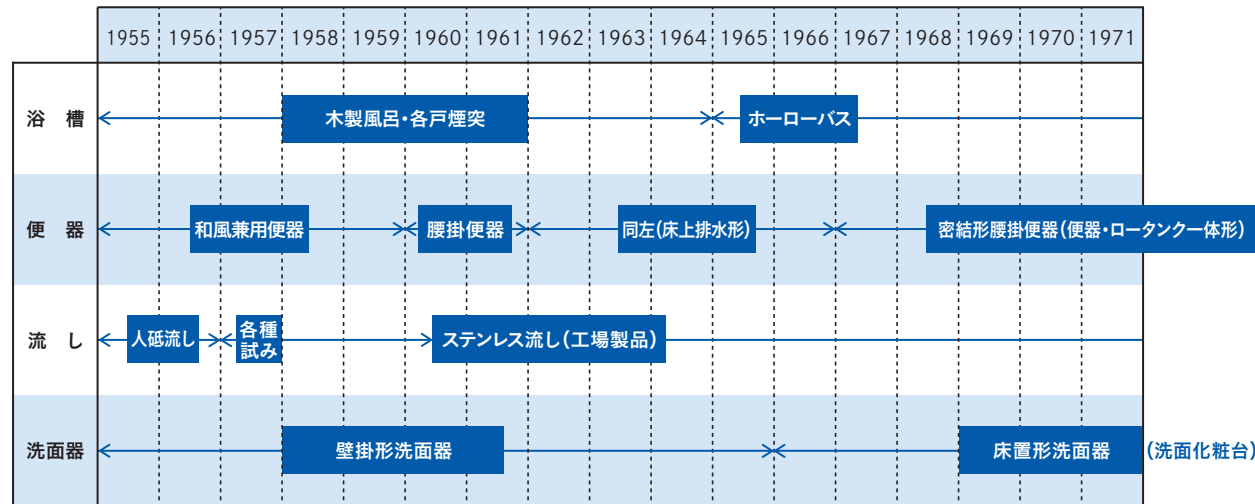 1955 1956 1957 1958 1959 1960 1961 1962 1963 1964 1965 1966 1967 1968 1969 1970 1971
浴槽 木製風呂・各戸煙突 ホーローバス
便器 和風兼用便器 腰掛便器 同左(床上排水形) 密結形腰掛便器(便器・ロータンク一体形)
流し 人砥流し 各種
試み ステンレス流し(工場製品)
洗面器 壁掛形洗面器 床置形洗面器 (洗面化粧台)